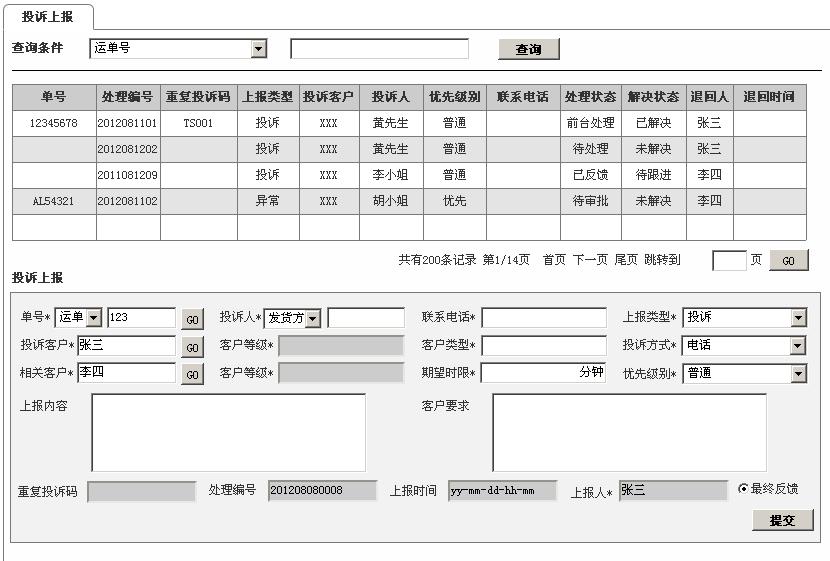 投诉上报
查询条件 运单号 查询
单号 处理编号 重复投诉码 上报类型 投诉客户 投诉人 优先级别 联系电话 处理状态 解决状态 退回人 退回时间
12345678 2012081101 TS001 投诉 XXX 黄先生 普通 前台处理 已解决 张三
2012081202 投诉 XXX 黄先生 普通 待处理 未解决 张三
2011081209 投诉 XXX 李小姐 普通 已反馈 待跟进 李四
AL54321 2012081102 异常 XXX 胡小姐 优先 待审批 未解决 李四
共有200条记录 第1/14页 首页 下一页 尾页 跳转到 页 GO
投诉上报
单号* 运单 123 GO 投诉人* 发货方 联系电话* 上报类型* 投诉
投诉客户* 张三 GO 客户等级* 客户类型* 投诉方式* 电话
相关客户* 李四 GO 客户等级* 期望时限* 分钟 优先级别* 普通
上报内容 客户要求
重复投诉码 处理编号 201208080008 上报时间 yy-mm-dd-hh-mm 上报人* 张三 最终反馈
提交